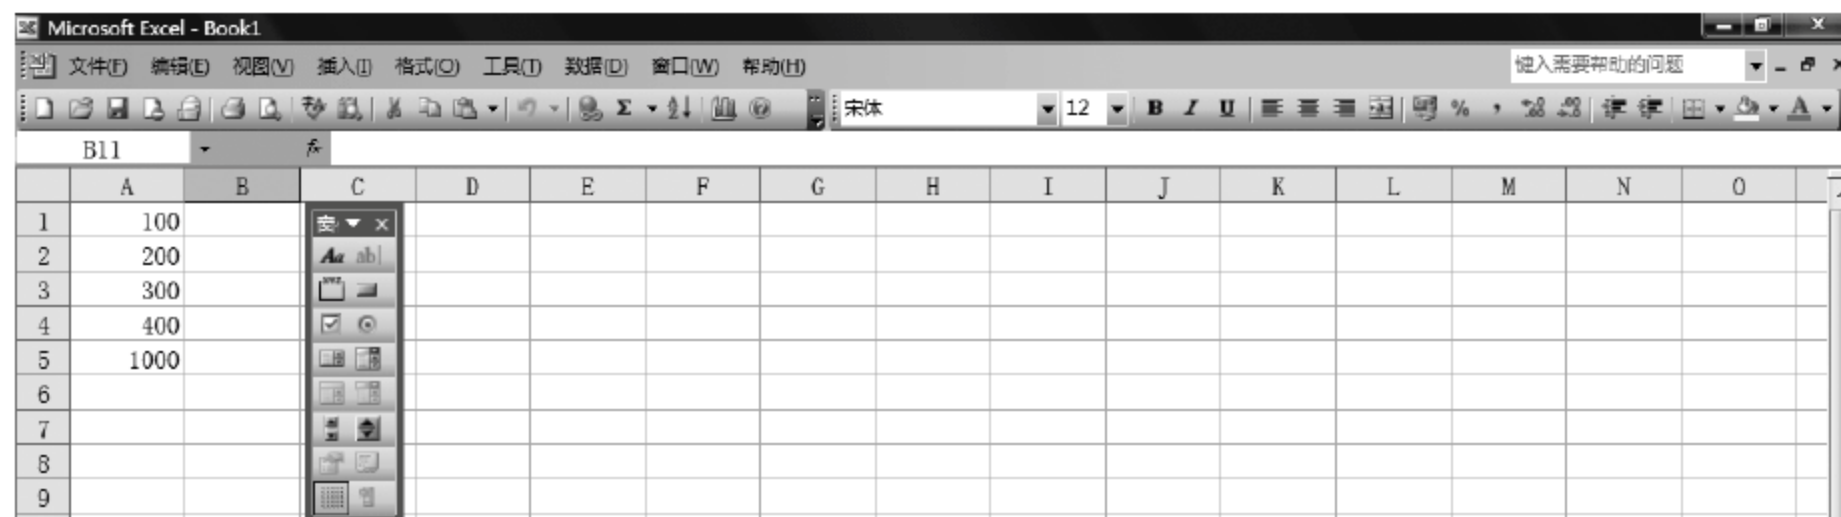 Microsoft Excel - Book1
文件(F) 编辑(E) 视图(V) 插入(I) 格式(O) 工具(T) 数据(D) 窗口(W) 帮助(H) 键入需要帮助的问题
宋体 12 B I U % ,
B11 fx
A B C D E F G H I J K L M N O
1 100
2 200 Aa ab|
3 300
4 400
5 1000
6
7
8
9